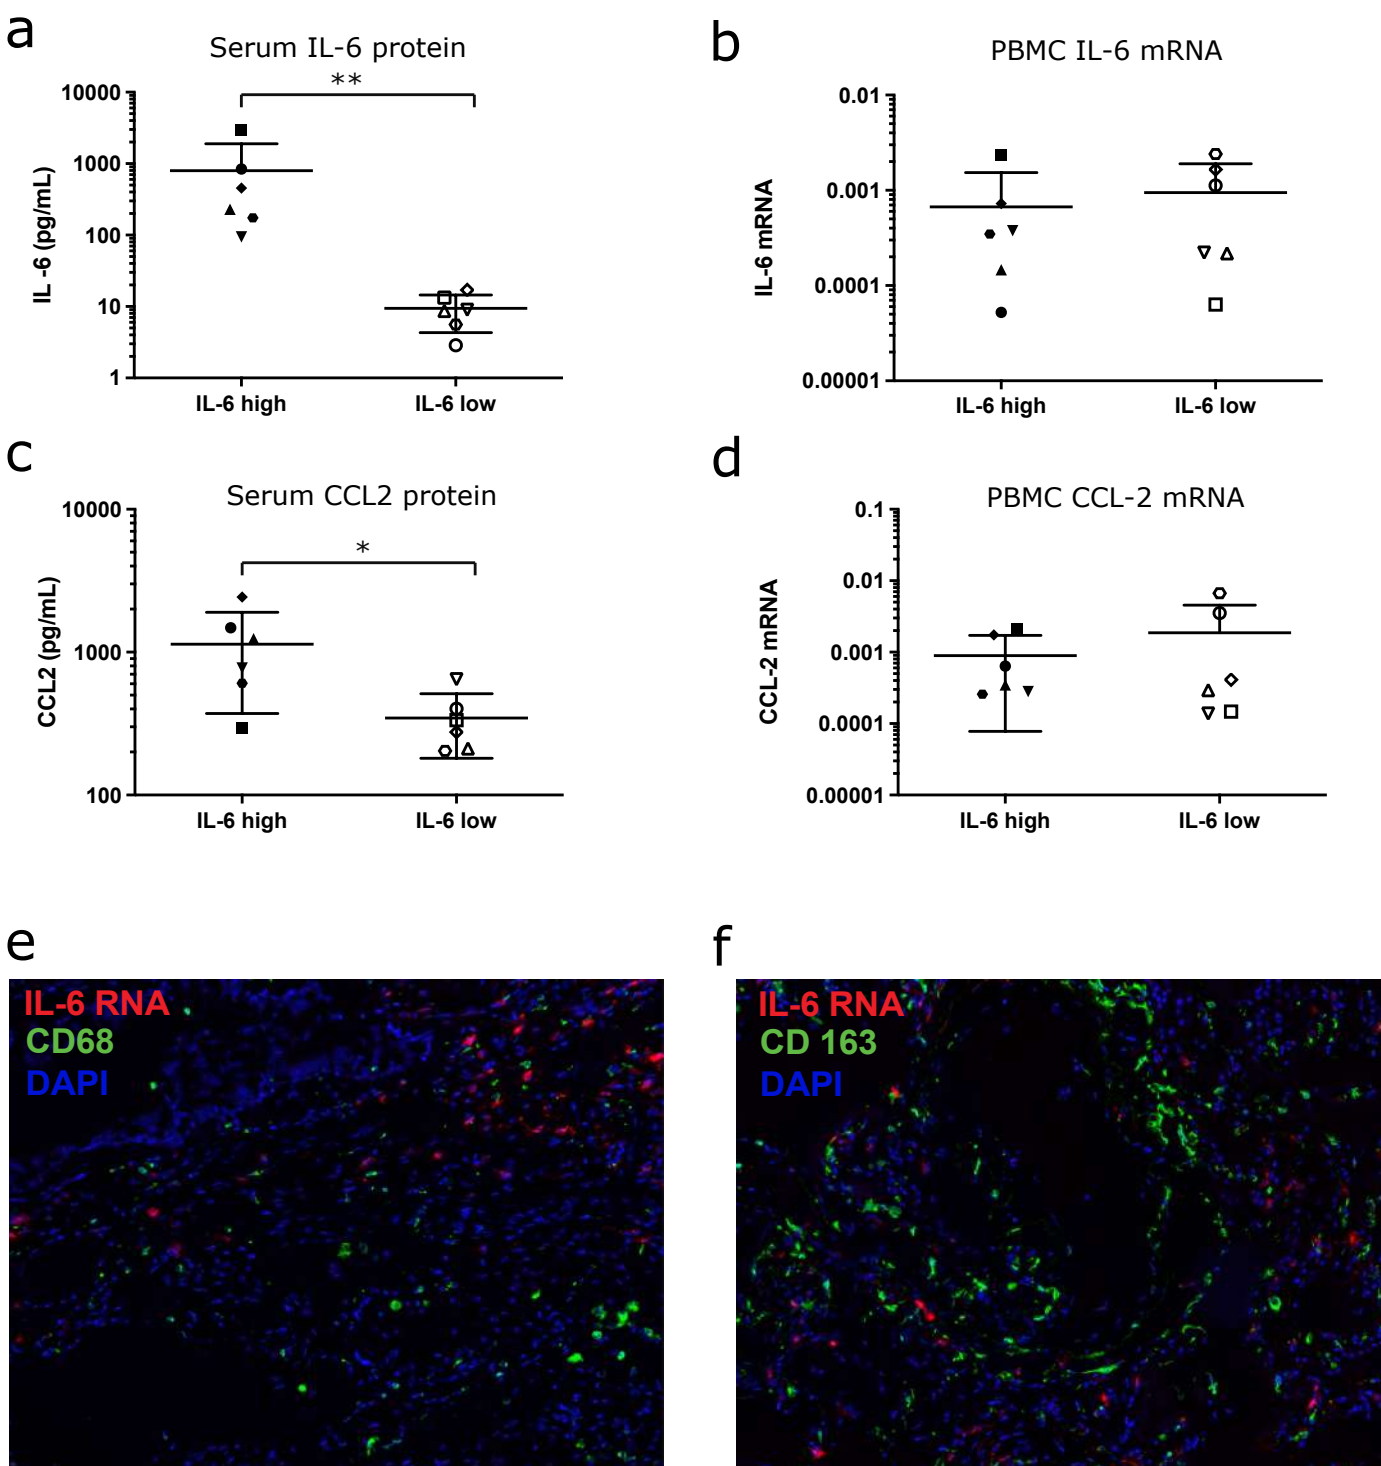 a
Serum IL-6 protein
**
10000
1000
100
10
1
IL -6 (pg/mL)
IL-6 high
IL-6 low
b
PBMC IL-6 mRNA
0.01
0.001
0.0001
0.00001
IL-6 mRNA
IL-6 high
IL-6 low
c
Serum CCL2 protein
*
10000
1000
100
CCL2 (pg/mL)
IL-6 high
IL-6 low
d
PBMC CCL-2 mRNA
0.1
0.01
0.001
0.0001
0.00001
CCL-2 mRNA
IL-6 high
IL-6 low
e
IL-6 RNA
CD68
DAPI
f
IL-6 RNA
CD 163
DAPI